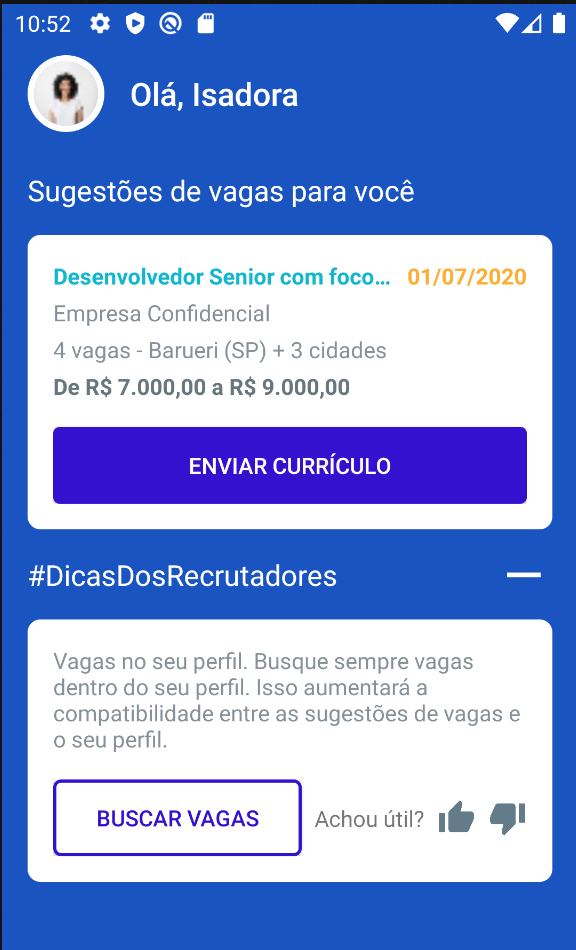 10:52
Olá, Isadora
Sugestões de vagas para você
Desenvolvedor Senior com foco... 01/07/2020
Empresa Confidencial
4 vagas - Barueri (SP) + 3 cidades
De R$ 7.000,00 a R$ 9.000,00
ENVIAR CURRÍCULO
#DicasDosRecrutadores
Vagas no seu perfil. Busque sempre vagas
dentro do seu perfil. Isso aumentará a
compatibilidade entre as sugestões de vagas e
o seu perfil.
BUSCAR VAGAS Achou útil?